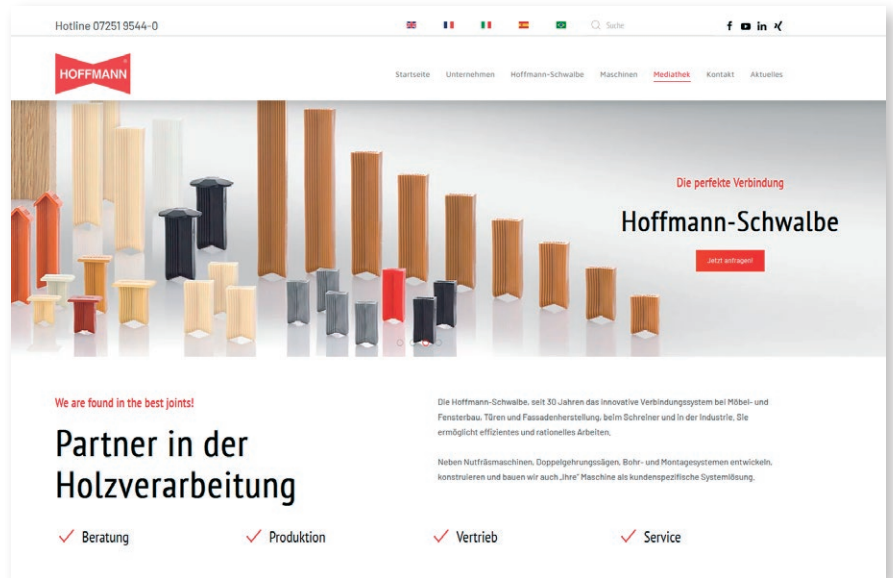 Hotline 07251 9544-0
Suche
HOFFMANN
Startseite Unternehmen Hoffmann-Schwalbe Maschinen Mediathek Kontakt Aktuelles
Die perfekte Verbindung
Hoffmann-Schwalbe
Jetzt anfragen!
We are found in the best joints!
Partner in der
Holzverarbeitung
Die Hoffmann-Schwalbe, seit 30 Jahren das innovative Verbindungssystem bei Möbel- und
Fensterbau, Türen und Fassadenherstellung, beim Schreiner und in der Industrie. Sie
ermöglicht effizientes und rationelles Arbeiten.
Neben Nutfräsmaschinen, Doppelgehrungssägen, Bohr- und Montagesystemen entwickeln,
konstruieren und bauen wir auch „Ihre" Maschine als kundenspezifische Systemlösung.
Beratung
Produktion
Vertrieb
Service